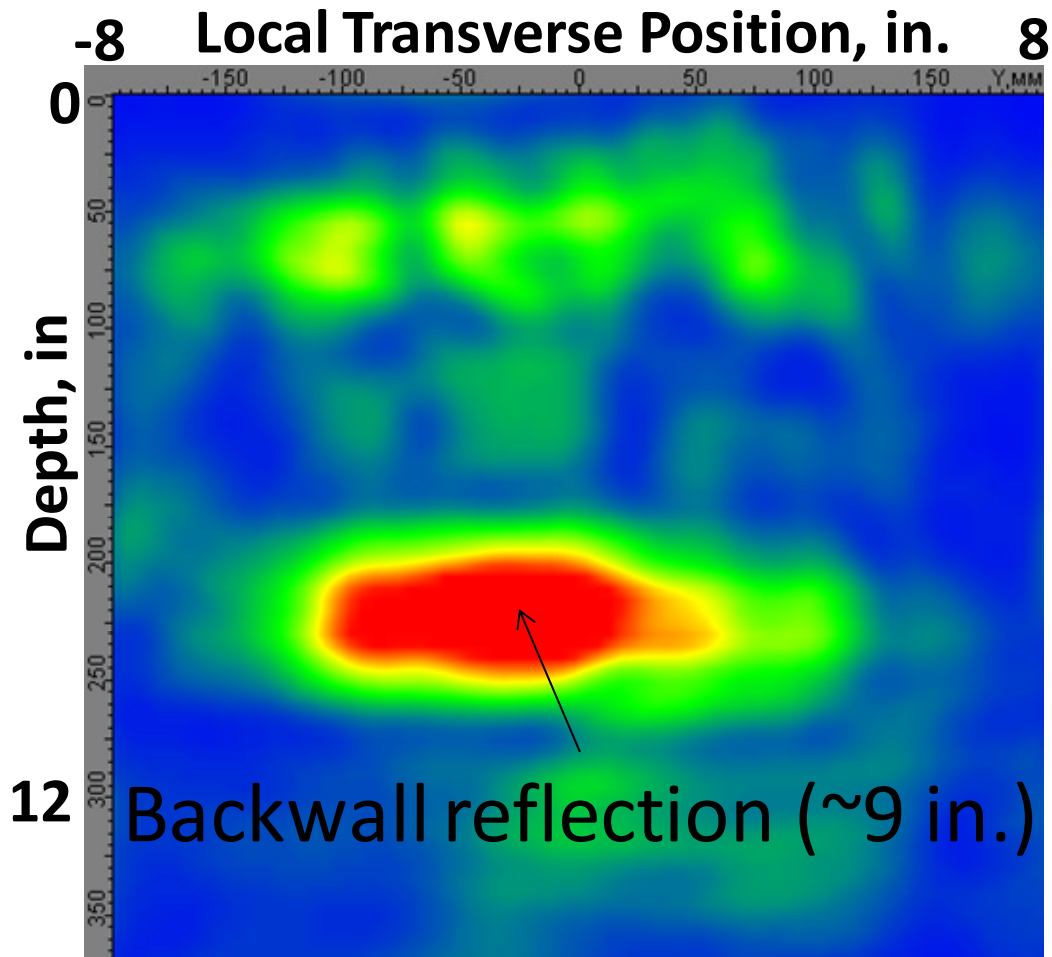 Local Transverse Position, in.
-8 8
-150 -100 -50 0 50 100 150 Y,мм
0
0
50
100
150
200
250
300
350
Depth, in
12
Backwall reflection (~9 in.)